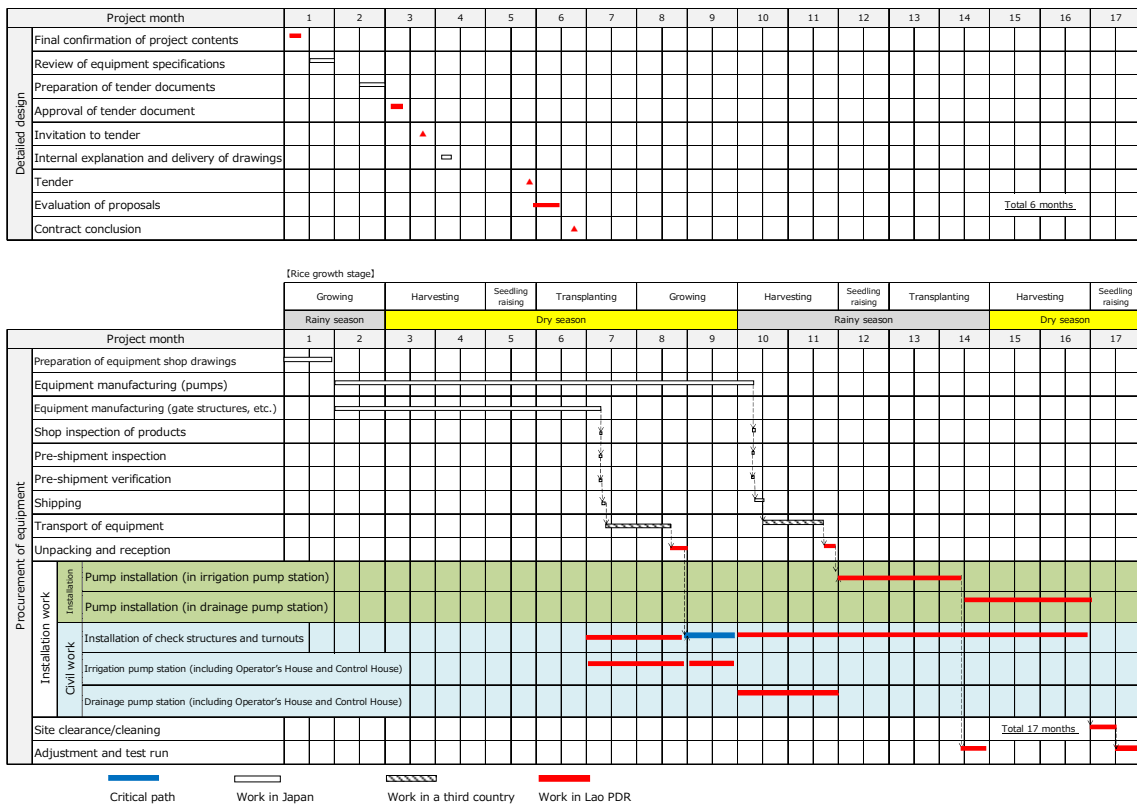 Project month 1 2 3 4 5 6 7 8 9 10 11 12 13 14 15 16 17
Detailed design
Final confirmation of project contents
Review of equipment specifications
Preparation of tender documents
Approval of tender document
Invitation to tender
Internal explanation and delivery of drawings
Tender
Evaluation of proposals
Total 6 months
Contract conclusion
【Rice growth stage】
Growing Harvesting Seedling raising Transplanting Growing Harvesting Seedling raising Transplanting Harvesting Seedling raising
Rainy season Dry season Rainy season Dry season
Project month 1 2 3 4 5 6 7 8 9 10 11 12 13 14 15 16 17
Procurement of equipment
Preparation of equipment shop drawings
Equipment manufacturing (pumps)
Equipment manufacturing (gate structures, etc.)
Shop inspection of products
Pre-shipment inspection
Pre-shipment verification
Shipping
Transport of equipment
Unpacking and reception
Installation work
Installation
Pump installation (in irrigation pump station)
Pump installation (in drainage pump station)
Civil work
Installation of check structures and turnouts
Irrigation pump station (including Operator's House and Control House)
Drainage pump station (including Operator's House and Control House)
Site clearance/cleaning
Total 17 months
Adjustment and test run
Critical path Work in Japan Work in a third country Work in Lao PDR